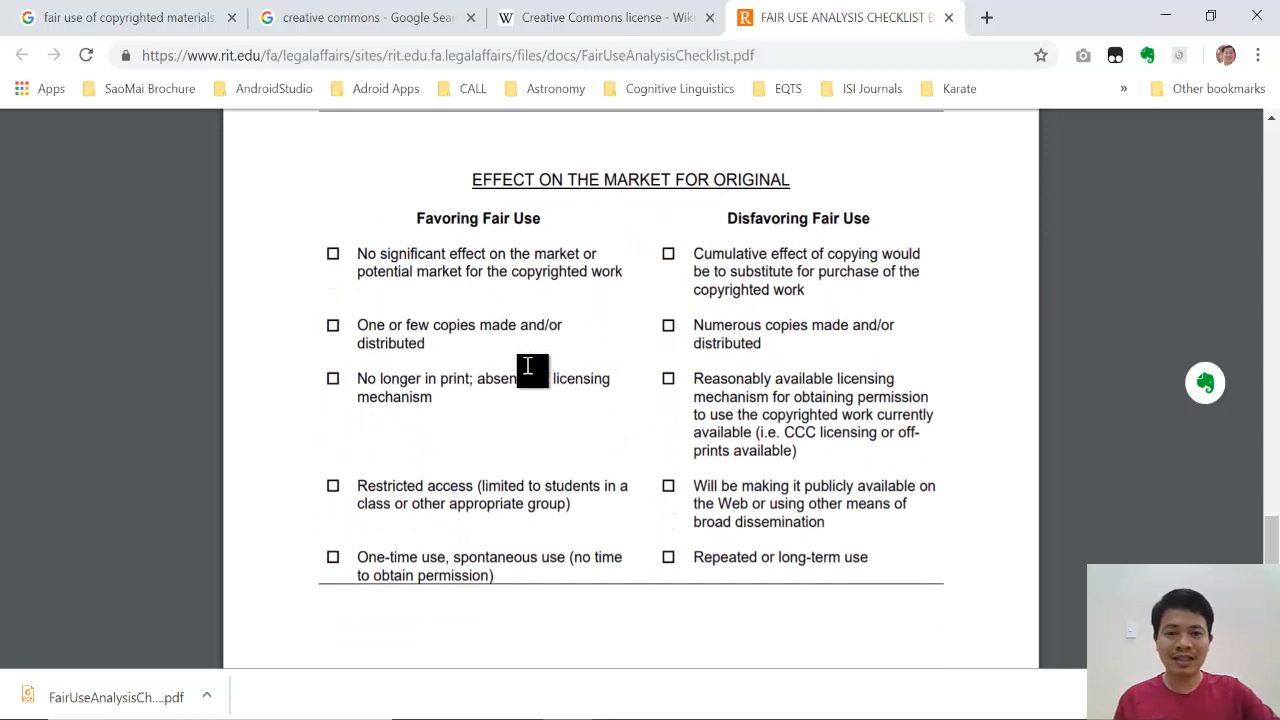 fair use of copyrighted materials
creative commons - Google Sea
Creative Commons license - Wiki
FAIR USE ANALYSIS CHECKLIST B
https://www.rit.edu/fa/legalaffairs/sites/rit.edu.fa.legalaffairs/files/docs/FairUseAnalysisChecklist.pdf
Apps
SaoMai Brochure
AndroidStudio
Adroid Apps
CALL
Astronomy
Cognitive Linguistics
EQTS
ISI Journals
Karate
»
Other bookmarks
EFFECT ON THE MARKET FOR ORIGINAL
Favoring Fair Use
No significant effect on the market or
potential market for the copyrighted work
One or few copies made and/or
distributed
No longer in print; absen licensing
mechanism
Restricted access (limited to students in a
class or other appropriate group)
One-time use, spontaneous use (no time
to obtain permission)
Disfavoring Fair Use
Cumulative effect of copying would
be to substitute for purchase of the
copyrighted work
Numerous copies made and/or
distributed
Reasonably available licensing
mechanism for obtaining permission
to use the copyrighted work currently
available (i.e. CCC licensing or off-
prints available)
Will be making it publicly available on
the Web or using other means of
broad dissemination
Repeated or long-term use
FairUseAnalysisCh....pdf